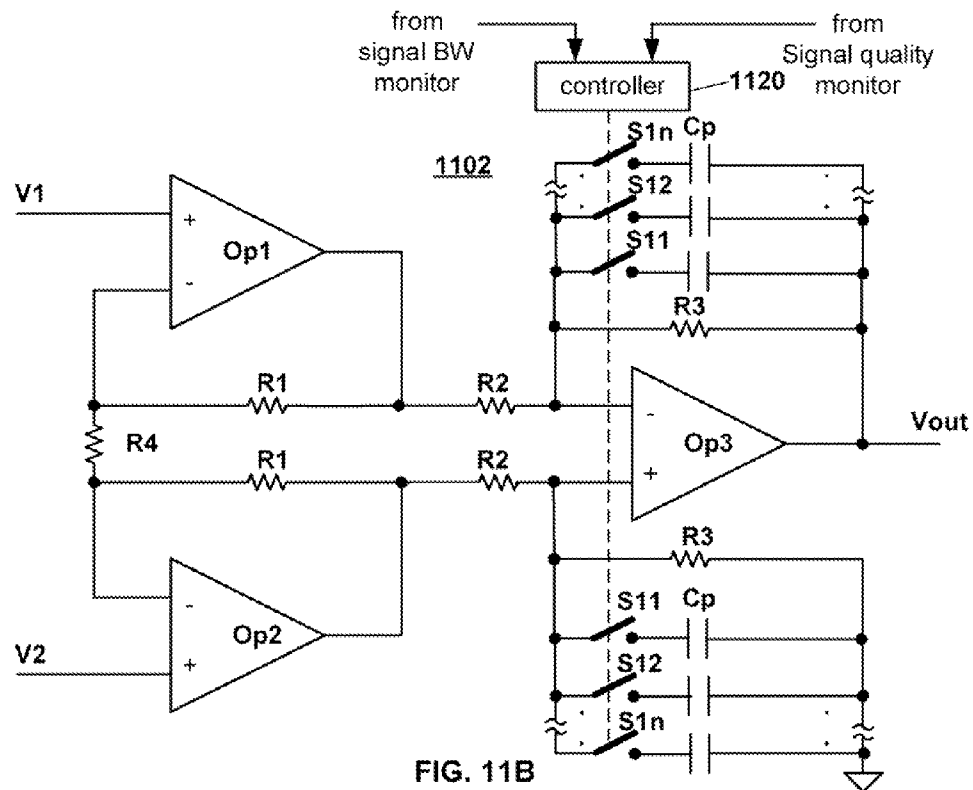 from
signal BW
monitor
from
Signal quality
monitor
controller
1120
1102
S1n
Cp
S12
S11
V1
+
Op1
-
R3
R1
R2
-
Op3
Vout
R4
+
R1
R2
R3
-
Op2
+
V2
S11
Cp
S12
S1n
FIG. 11B